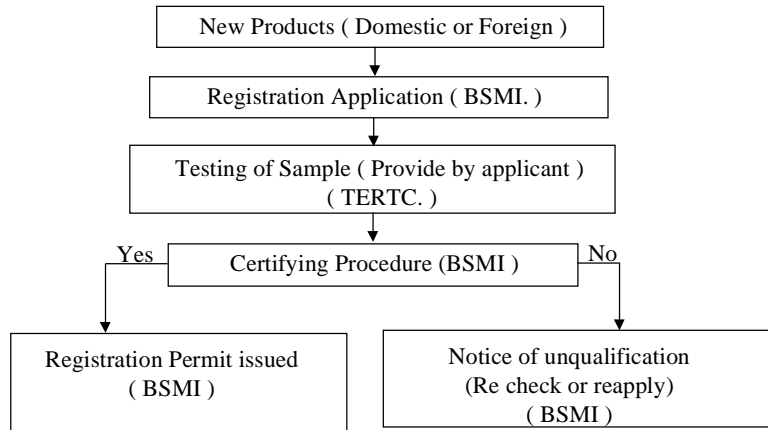 New Products ( Domestic or Foreign )
Registration Application ( BSMI. )
Testing of Sample ( Provide by applicant )
( TERTC. )
Yes
Certifying Procedure (BSMI )
No
Registration Permit issued
( BSMI )
Notice of unqualification
(Re check or reapply)
( BSMI )